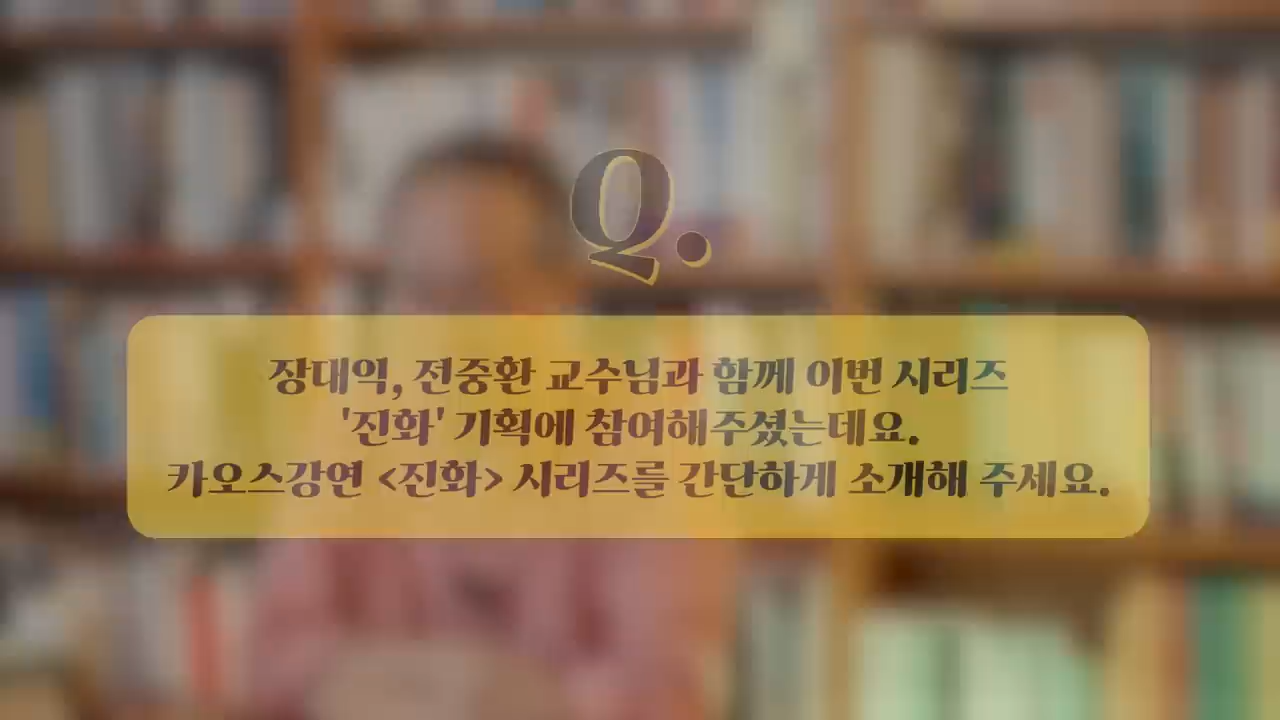 Q.
장대익, 전중환 교수님과 함께 이번 시리즈
'진화' 기획에 참여해주셨는데요.
카오스강연 <진화> 시리즈를 간단하게 소개해 주세요.